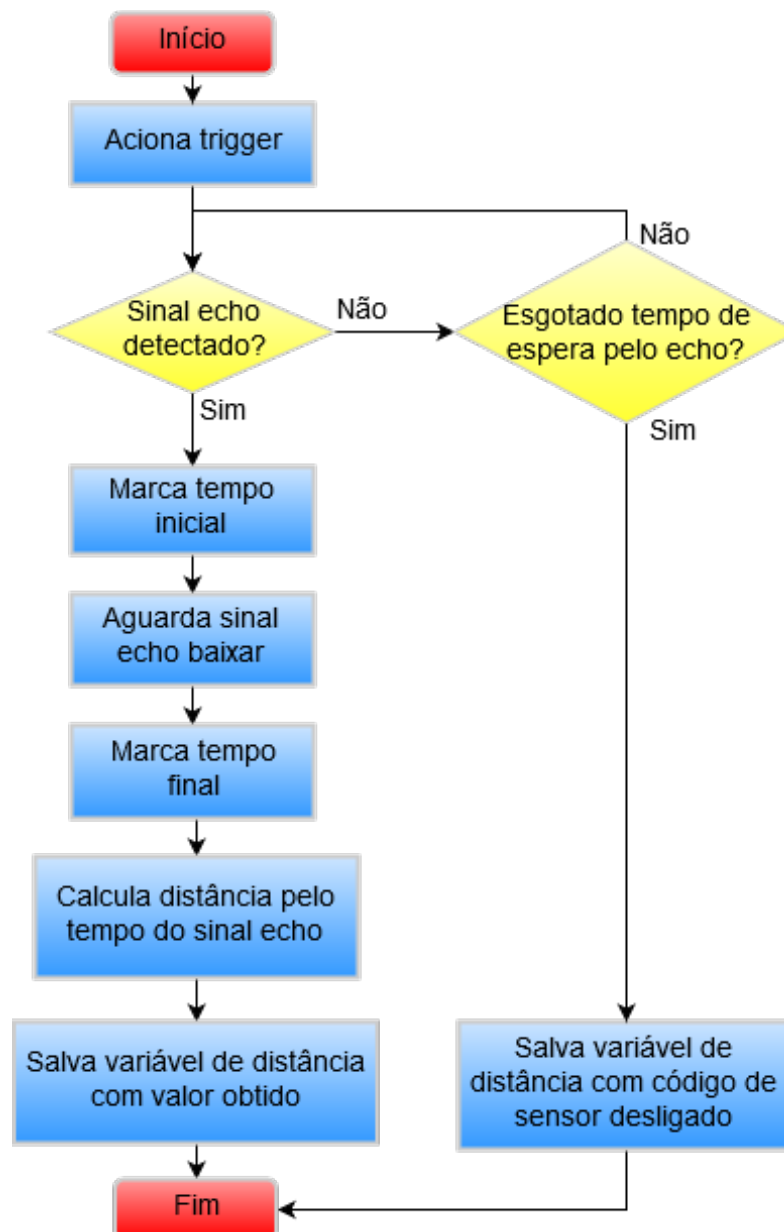 Início
Aciona trigger
Não
Sinal echo
detectado?
Não
Esgotado tempo de
espera pelo echo?
Sim
Sim
Marca tempo
inicial
Aguarda sinal
echo baixar
Marca tempo
final
Calcula distância pelo
tempo do sinal echo
Salva variável de distância
com valor obtido
Salva variável de
distância com código de
sensor desligado
Fim